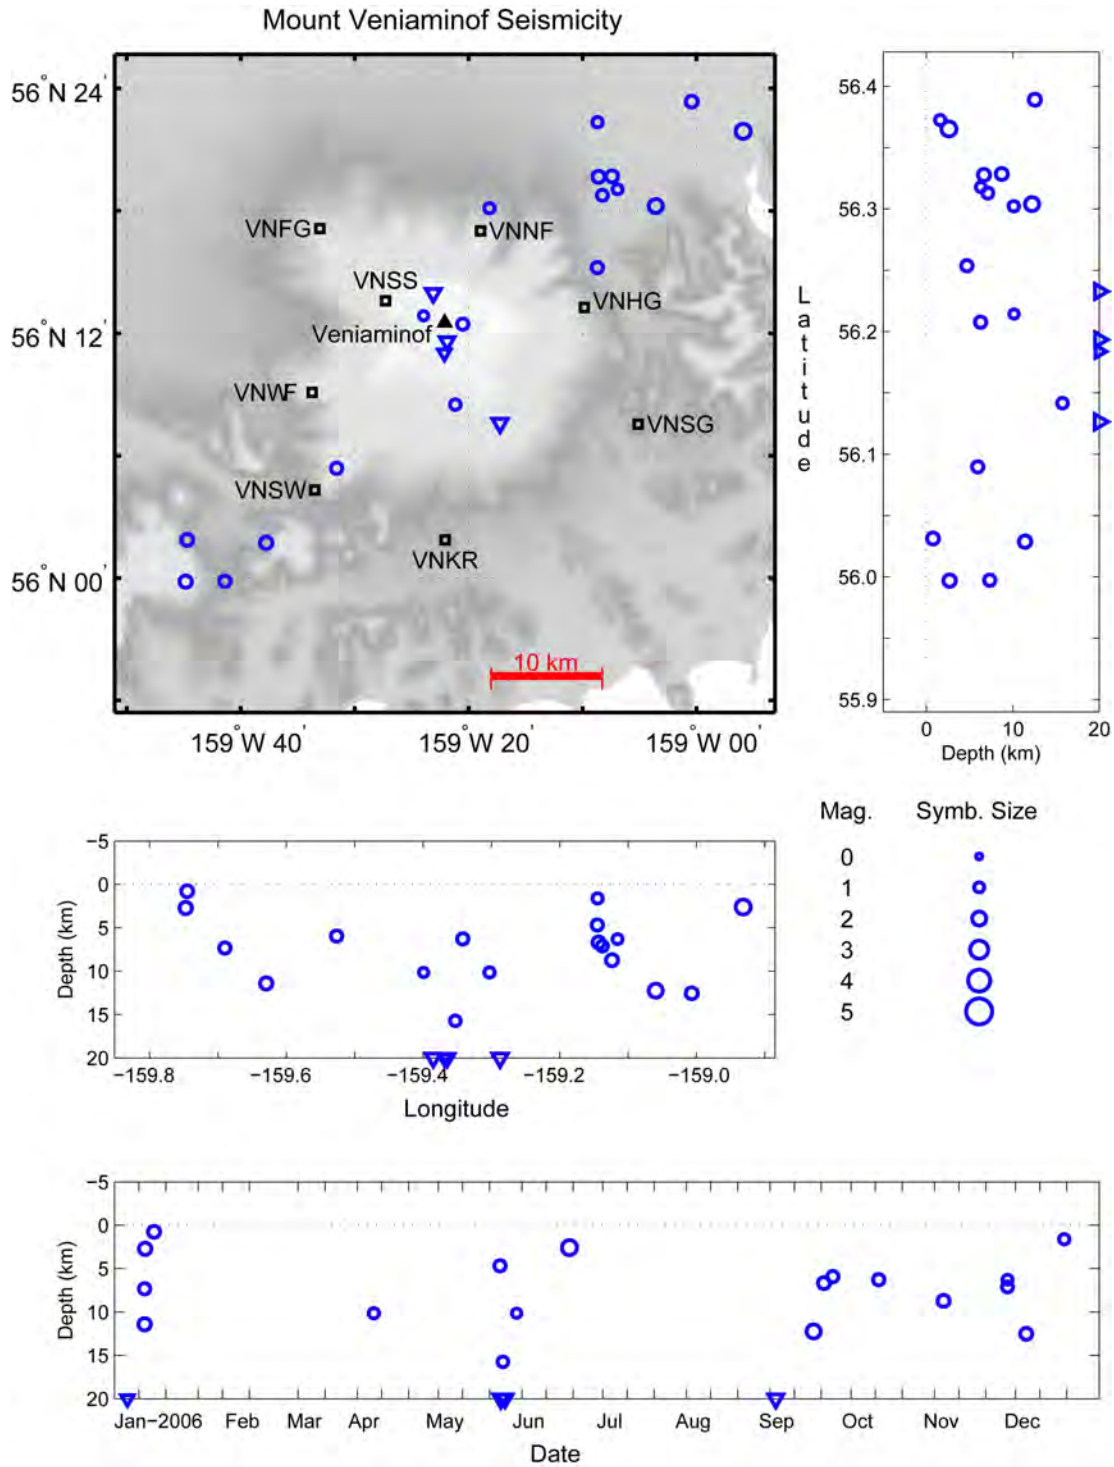 Mount Veniaminof Seismicity
56°N 24'
56°N 12'
56°N 00'
VNFG
VNNF
VNSS
VNHG
Veniaminof
VNWF
VNSG
VNSW
VNKR
10 km
159°W 40'
159°W 20'
159°W 00'
56.4
56.3
56.2
56.1
56.0
55.9
Latitude
0
10
20
Depth (km)
Mag.
Symb. Size
0
1
2
3
4
5
−5
0
5
10
15
20
Depth (km)
−159.8
−159.6
−159.4
−159.2
−159.0
Longitude
−5
0
5
10
15
20
Depth (km)
Jan−2006
Feb
Mar
Apr
May
Jun
Jul
Aug
Sep
Oct
Nov
Dec
Date